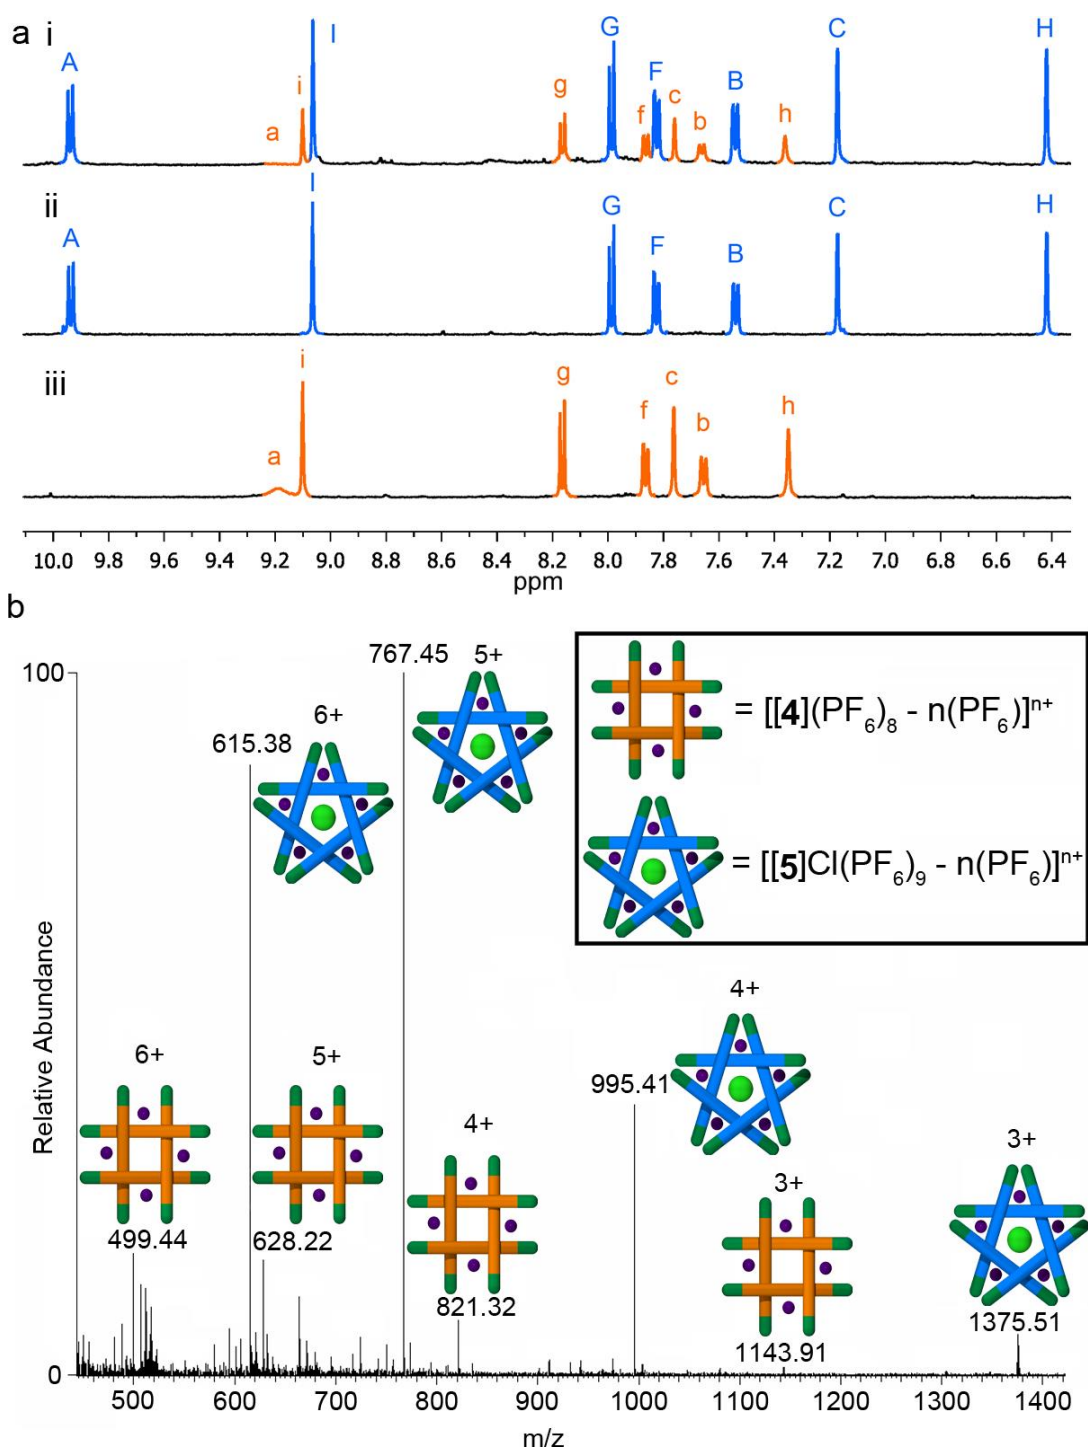 a i
A
i
I
a
g
G
f
F
c
b
B
h
C
H
ii
A
I
G
F
B
C
H
iii
a
i
g
f
c
b
h
10.0 9.8 9.6 9.4 9.2 9.0 8.8 8.6 8.4 8.2 8.0 7.8 7.6 7.4 7.2 7.0 6.8 6.6 6.4
ppm
b
100
0
Relative Abundance
767.45 5+
615.38 6+
= [[4](PF6)8 - n(PF6)]n+
= [[5]Cl(PF6)9 - n(PF6)]n+
6+
499.44
5+
628.22
4+
821.32
995.41 4+
3+
1143.91
3+
1375.51
500 600 700 800 900 1000 1100 1200 1300 1400
m/z